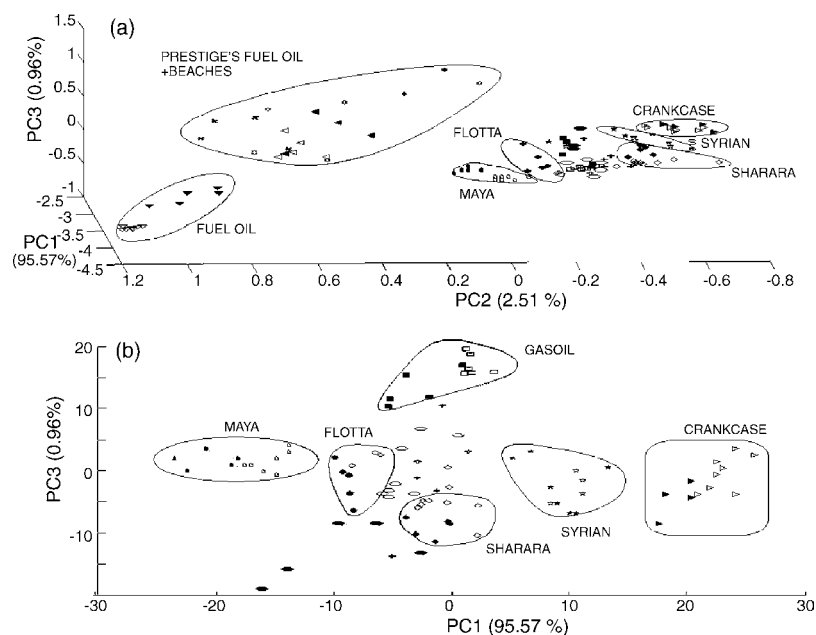 (a)
1.5
1
0.5
0
-0.5
-1
PC3 (0.96%)
PRESTIGE'S FUEL OIL
+BEACHES
FLOTTA
CRANKCASE
SYRIAN
SHARARA
MAYA
FUEL OIL
-2.5
-3
-3.5
-4
-4.5
PC1
(95.57%)
1.2
1
0.8
0.6
0.4
0.2
0
-0.2
-0.4
-0.6
-0.8
PC2 (2.51 %)
(b)
20
10
0
-10
PC3 (0.96%)
GASOIL
MAYA
FLOTTA
CRANKCASE
SYRIAN
SHARARA
-30
-20
-10
0
10
20
30
PC1 (95.57 %)